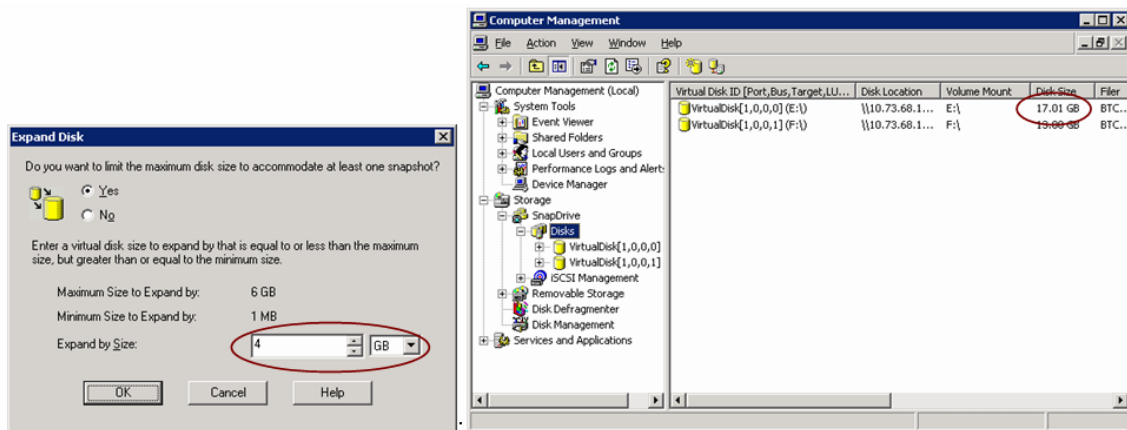 Expand Disk
Do you want to limit the maximum disk size to accommodate at least one snapshot?
Yes
No
Enter a virtual disk size to expand by that is equal to or less than the maximum
size, but greater than or equal to the minimum size.
Maximum Size to Expand by: 6 GB
Minimum Size to Expand by: 1 MB
Expand by Size: 4 GB
OK Cancel Help
.
Computer Management
File Action View Window Help
Computer Management (Local)
System Tools
Event Viewer
Shared Folders
Local Users and Groups
Performance Logs and Alert:
Device Manager
Storage
SnapDrive
Disks
VirtualDisk[1,0,0,0]
VirtualDisk[1,0,0,1]
iSCSI Management
Removable Storage
Disk Defragmenter
Disk Management
Services and Applications
Virtual Disk ID [Port,Bus,Target,LU... Disk Location Volume Mount Disk Size Filer
VirtualDisk[1,0,0,0] (E:\) \\10.73.68.1... E:\ 17.01 GB BTC...
VirtualDisk[1,0,0,1] (F:\) \\10.73.68.1... F:\ 13.00 GB BTC...